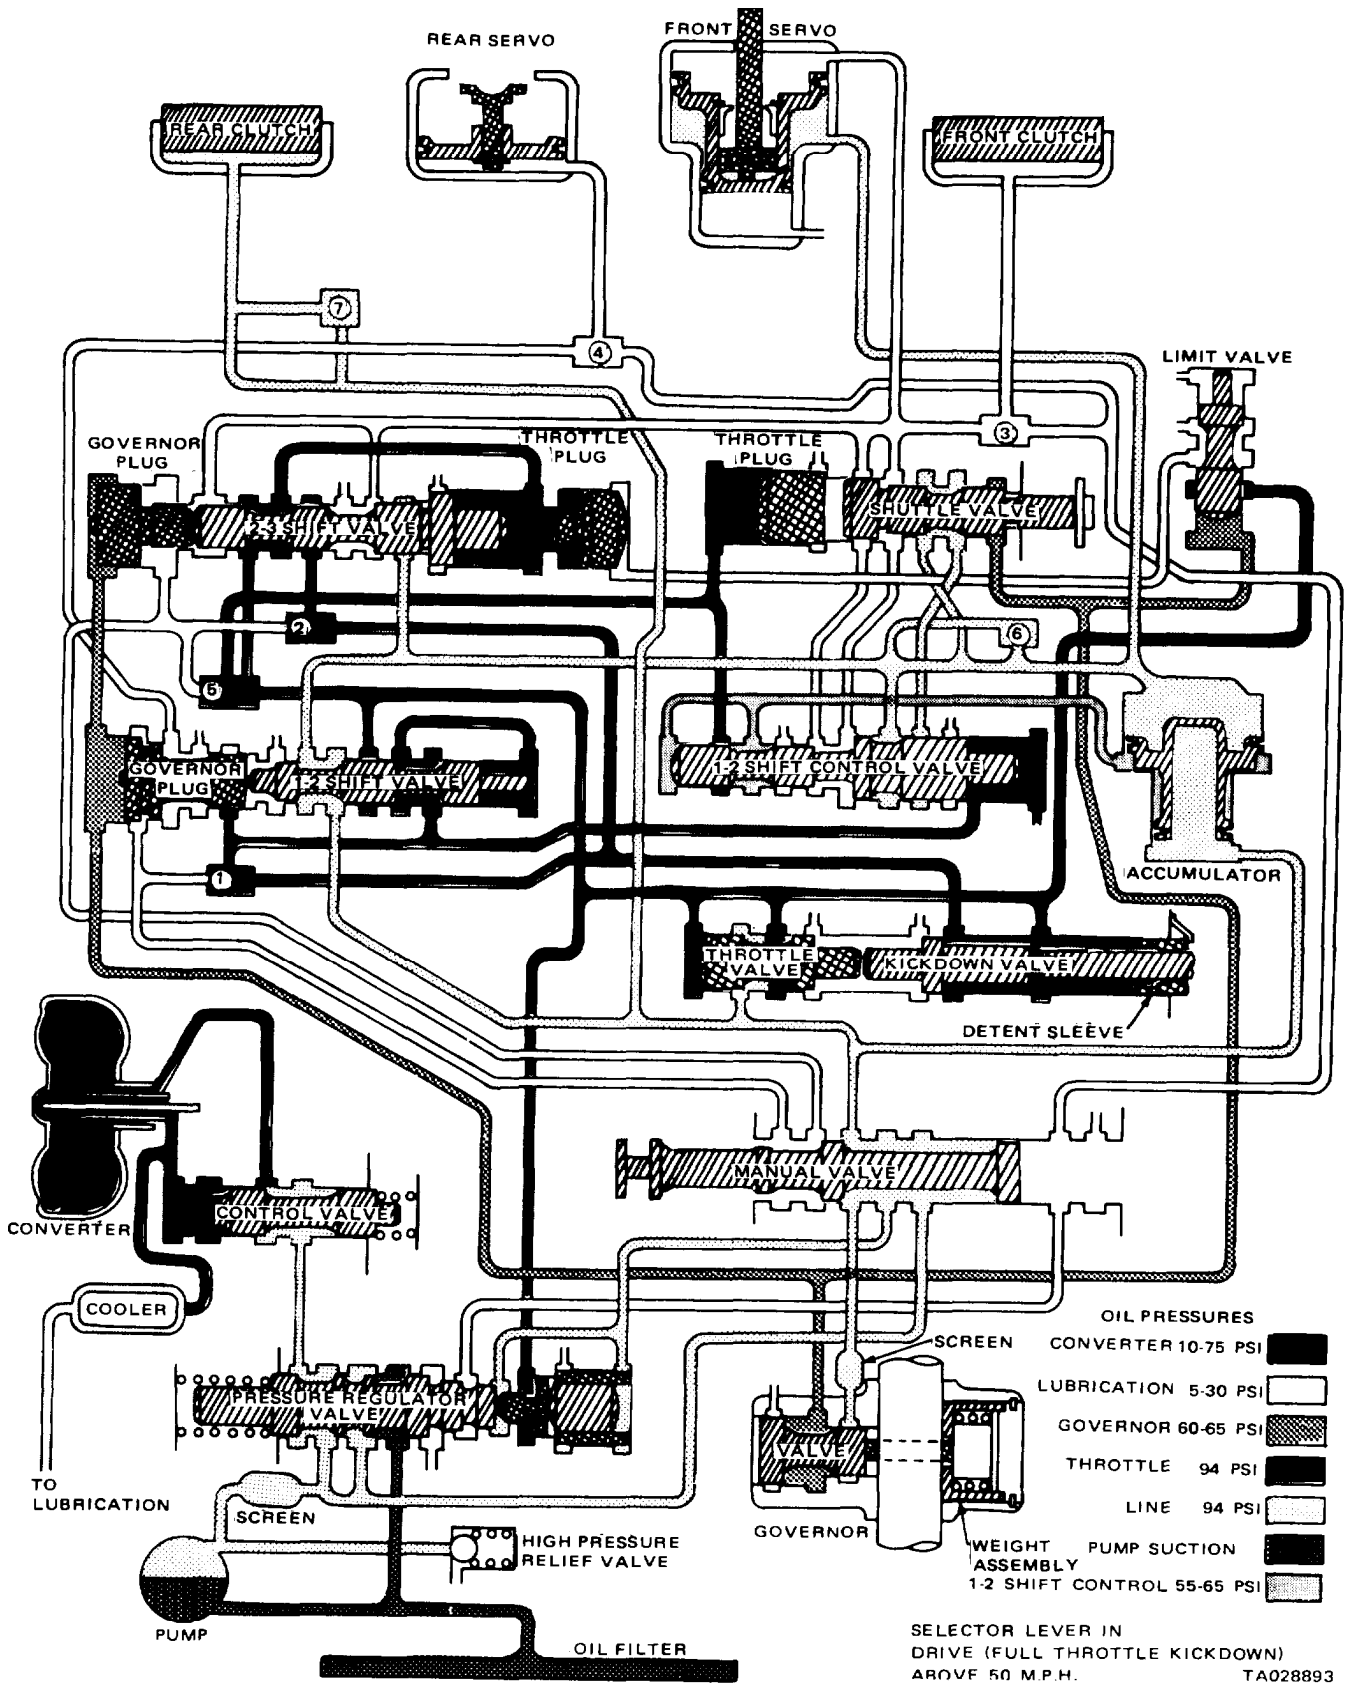 REAR SERVO
FRONT SERVO
REAR CLUTCH
FRONT CLUTCH
7
4
LIMIT VALVE
3
GOVERNOR
PLUG
THROTTLE
PLUG
THROTTLE
PLUG
2-3 SHIFT VALVE
SHUTTLE VALVE
2
6
5
GOVERNOR
PLUG
1-2 SHIFT VALVE
1-2 SHIFT CONTROL VALVE
1
ACCUMULATOR
THROTTLE
VALVE
KICKDOWN VALVE
DETENT SLEEVE
MANUAL VALVE
CONVERTER
CONTROL VALVE
COOLER
TO
LUBRICATION
PRESSURE REGULATOR
VALVE
SCREEN
SCREEN
VALVE
GOVERNOR
WEIGHT
ASSEMBLY
HIGH PRESSURE
RELIEF VALVE
PUMP
OIL FILTER
OIL PRESSURES
CONVERTER 10-75 PSI
LUBRICATION 5-30 PSI
GOVERNOR 60-65 PSI
THROTTLE 94 PSI
LINE 94 PSI
PUMP SUCTION
1-2 SHIFT CONTROL 55-65 PSI
SELECTOR LEVER IN
DRIVE (FULL THROTTLE KICKDOWN)
ABOVE 50 M.P.H.
TA028893